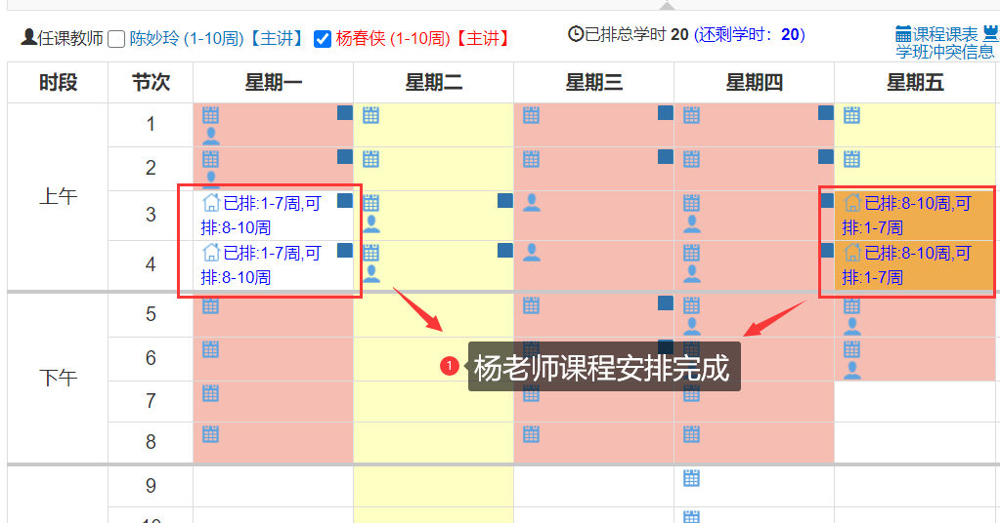 任课教师 陈妙玲 (1-10周)【主讲】 杨春侠 (1-10周)【主讲】 已排总学时 20 (还剩学时：20) 课程课表
学班冲突信息
时段 节次 星期一 星期二 星期三 星期四 星期五
1
2
上午
3 已排:1-7周,可 已排:8-10周,可
排:8-10周 排:1-7周
4 已排:1-7周,可 已排:8-10周,可
排:8-10周 排:1-7周
5
6
1 杨老师课程安排完成
下午
7
8
9
10